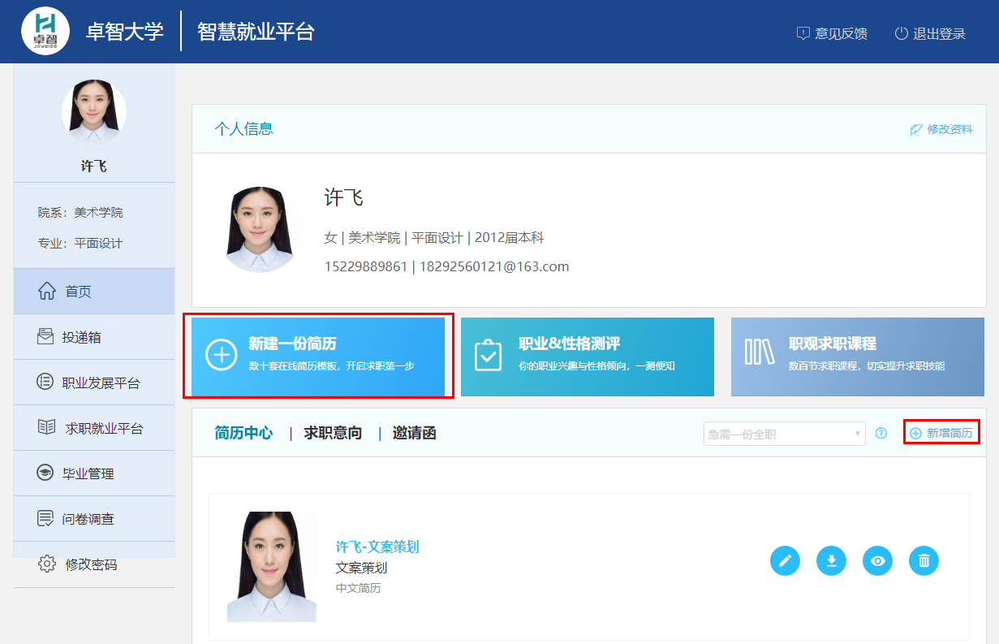 卓智
JOYWISE
卓智大学
智慧就业平台
意见反馈
退出登录
许飞
院系：美术学院
专业：平面设计
首页
投递箱
职业发展平台
求职就业平台
毕业管理
问卷调查
修改密码
个人信息
修改资料
许飞
女 | 美术学院 | 平面设计 | 2012届本科
15229889861 | 18292560121@163.com
新建一份简历
数十套在线简历模板，开启求职第一步
职业&性格测评
你的职业兴趣与性格倾向，一测便知
职观求职课程
数百节求职课程，切实提升求职技能
简历中心 | 求职意向 | 邀请函
急需一份全职
新增简历
许飞-文案策划
文案策划
中文简历